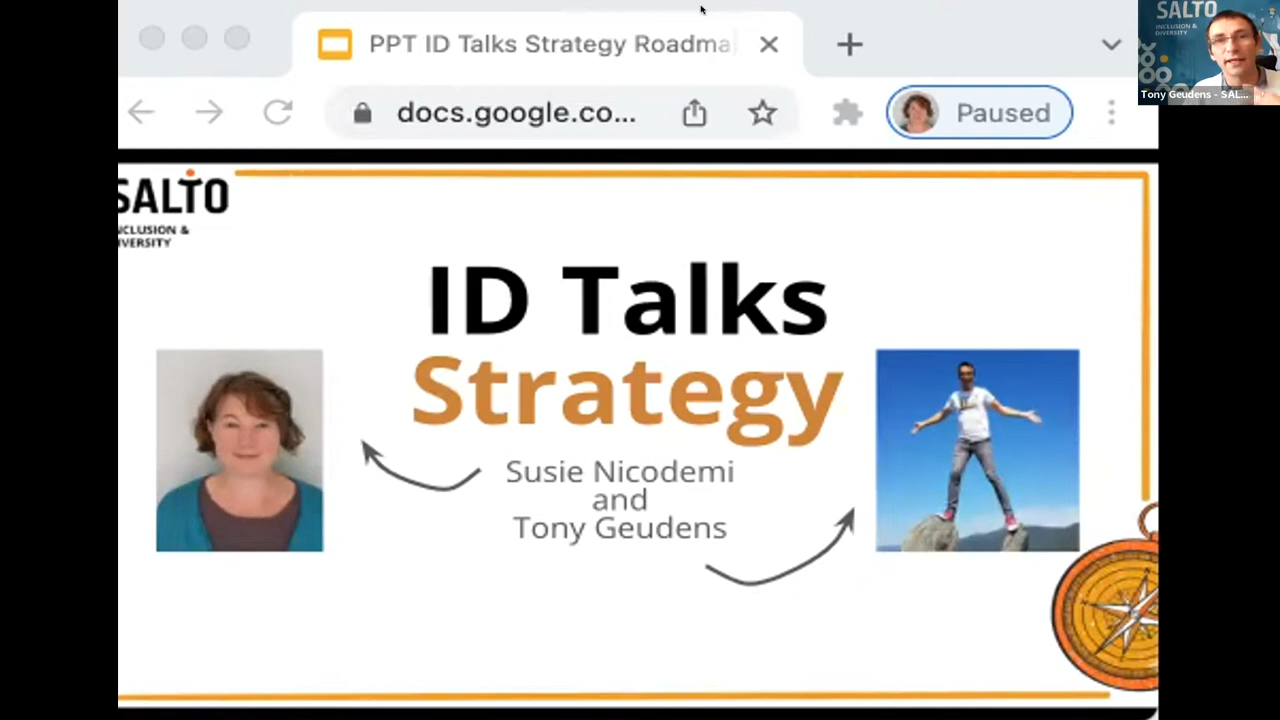 PPT ID Talks Strategy Roadma
docs.google.co...
Paused
SALTO
INCLUSION &
DIVERSITY
Tony Geudens - SAL...
SALTO
NCLUSION &
IVERSITY
ID Talks
Strategy
Susie Nicodemi
and
Tony Geudens